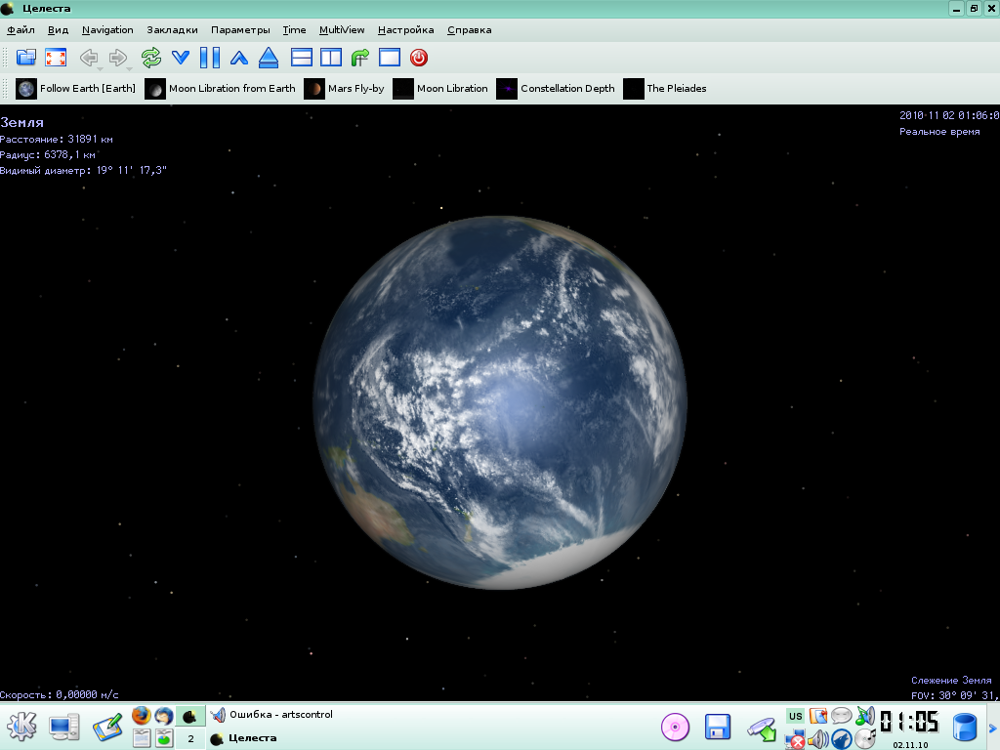 Целеста
Файл Вид Navigation Закладки Параметры Time MultiView Настройка Справка
Follow Earth [Earth] Moon Libration from Earth Mars Fly-by Moon Libration Constellation Depth The Pleiades
Земля
Расстояние: 31891 км
Радиус: 6378,1 км
Видимый диаметр: 19° 11' 17,3"
2010 11 02 01:06:0
Реальное время
Скорость: 0,00000 м/с
Слежение Земля
FOV: 30° 09' 31,
Ошибка - artscontrol
Целеста
2
US
01:05
02.11.10